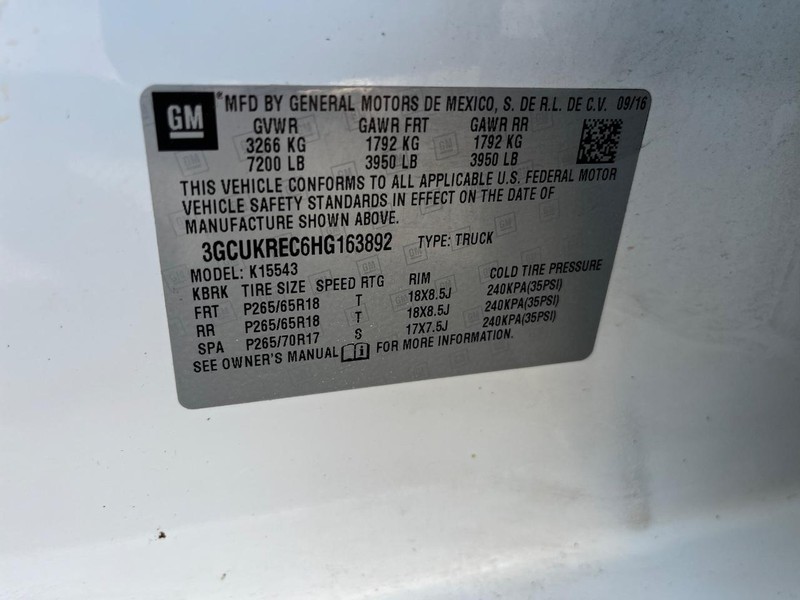 GM ®MFD BY GENERAL MOTORS DE MEXICO, S. DE R.L. DE C.V. 09/16
GVWR GAWR FRT GAWR RR
3266 KG 1792 KG 1792 KG
7200 LB 3950 LB 3950 LB
THIS VEHICLE CONFORMS TO ALL APPLICABLE U.S. FEDERAL MOTOR
VEHICLE SAFETY STANDARDS IN EFFECT ON THE DATE OF
MANUFACTURE SHOWN ABOVE.
3GCUKREC6HG163892 TYPE: TRUCK
MODEL: K15543
KBRK TIRE SIZE SPEED RTG RIM COLD TIRE PRESSURE
FRT P265/65R18 T 18X8.5J 240KPA(35PSI)
RR P265/65R18 T 18X8.5J 240KPA(35PSI)
SPA P265/70R17 S 17X7.5J 240KPA(35PSI)
SEE OWNER'S MANUAL FOR MORE INFORMATION.